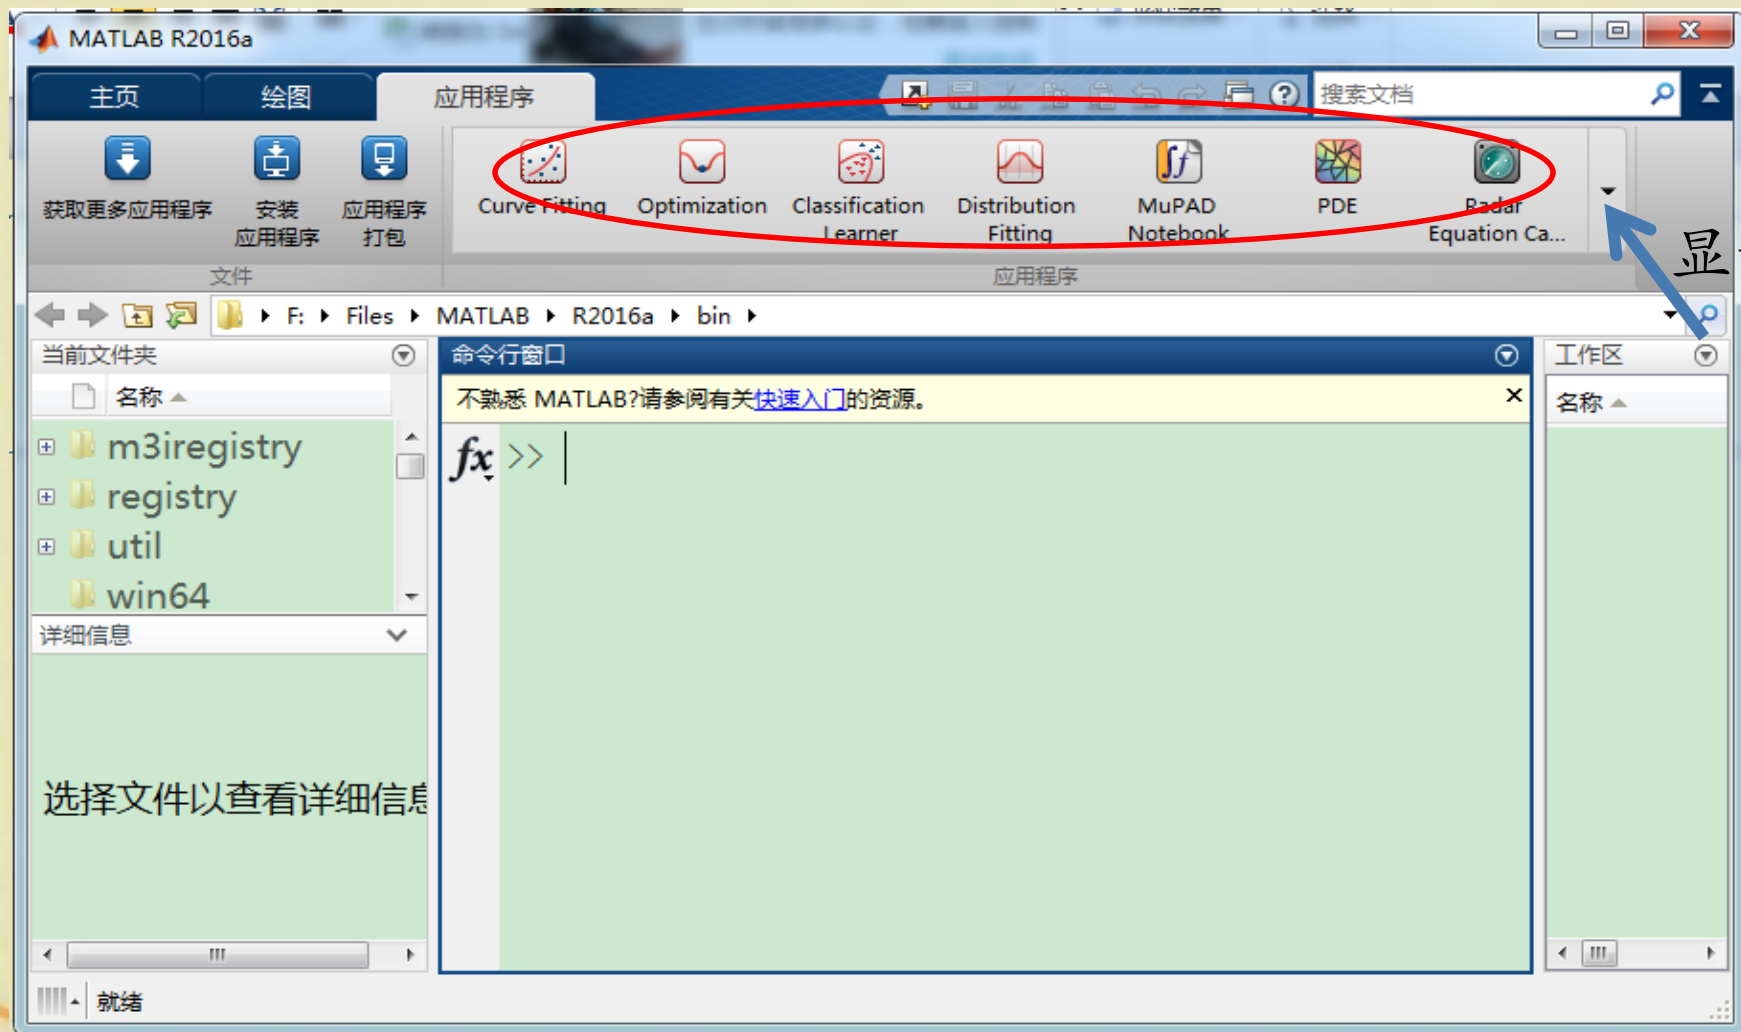 MATLAB R2016a
主页 绘图 应用程序 搜索文档
获取更多应用程序 安装应用程序 应用程序打包 Curve Fitting Optimization Classification Learner Distribution Fitting MuPAD Notebook PDE Radar Equation Ca...
显
文件 应用程序
F: Files MATLAB R2016a bin
当前文件夹 命令行窗口 工作区
名称 不熟悉 MATLAB?请参阅有关快速入门的资源。 名称
m3iregistry fx >>
registry
util
win64
详细信息
选择文件以查看详细信息
就绪